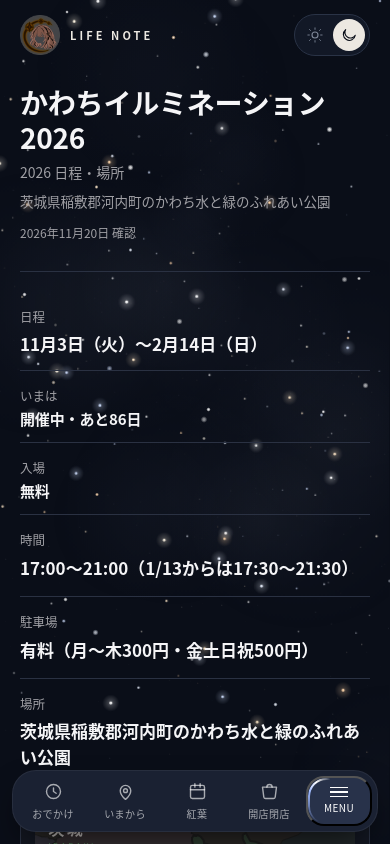 LIFE NOTE
かわちイルミネーション
2026
2026 日程・場所
茨城県稲敷郡河内町のかわち水と緑のふれあい公園
2026年11月20日 確認
日程
11月3日（火）〜2月14日（日）
いまは
開催中・あと86日
入場
無料
時間
17:00〜21:00（1/13からは17:30〜21:30）
駐車場
有料（月〜木300円・金土日祝500円）
場所
茨城県稲敷郡河内町のかわち水と緑のふれあ
い公園
おでかけ
いまから
紅葉
開店閉店
MENU